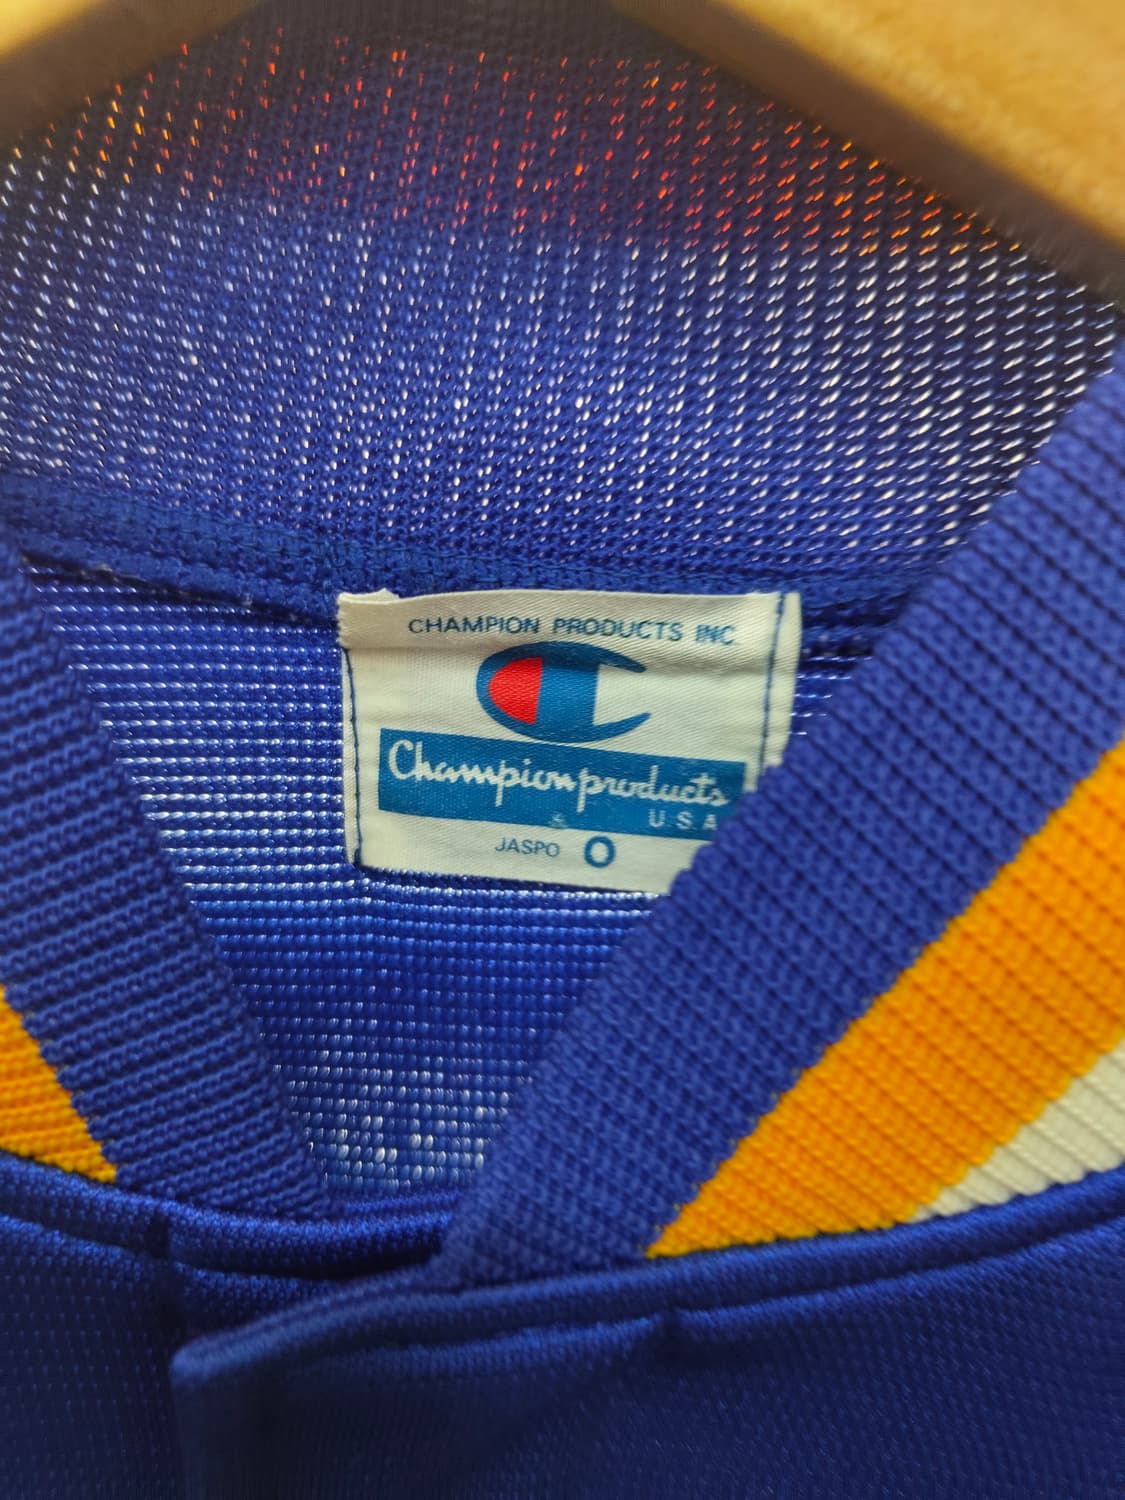 CHAMPION PRODUCTS INC.
Champion products
U S A
JASPO O